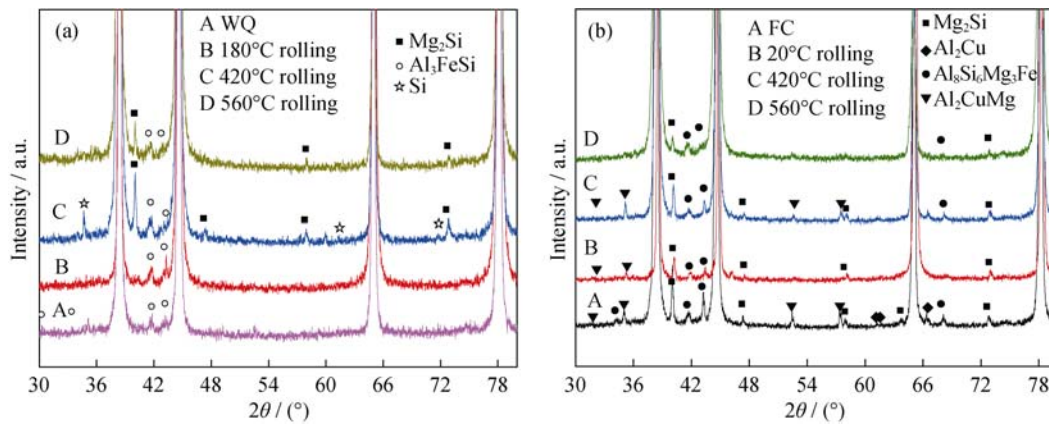 (a)
A WQ
B 180°C rolling
C 420°C rolling
D 560°C rolling
■ Mg₂Si
○ Al₃FeSi
☆ Si
D
C
B
A
Intensity / a.u.
30 36 42 48 54 60 66 72 78
2θ / (°)
(b)
A FC
B 20°C rolling
C 420°C rolling
D 560°C rolling
■ Mg₂Si
◆ Al₂Cu
● Al₈Si₆Mg₃Fe
▼ Al₂CuMg
D
C
B
A
Intensity / a.u.
30 36 42 48 54 60 66 72 78
2θ / (°)